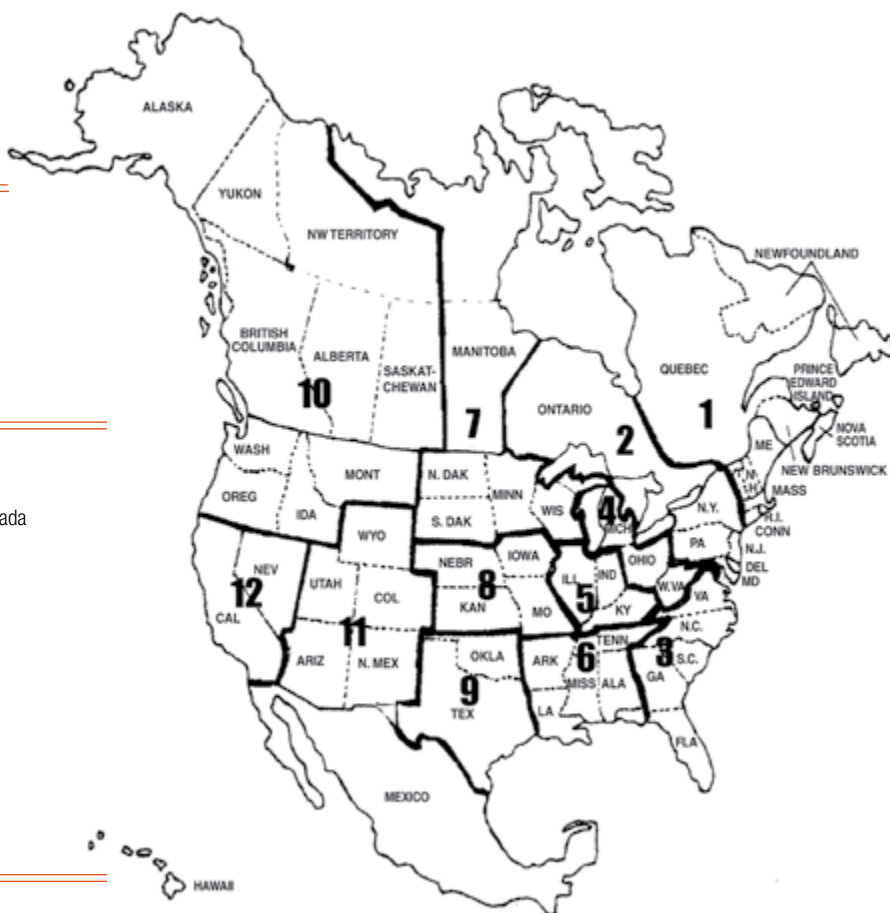 ALASKA
YUKON
NW TERRITORY
NEWFOUNDLAND
BRITISH
COLUMBIA
ALBERTA
SASKAT-
CHEWAN
MANITOBA
ONTARIO
QUEBEC
PRINCE
EDWARD
ISLAND
10
7
2
1
NOVA
SCOTIA
NEW BRUNSWICK
ME
WASH
MONT
N. DAK
MINN
N
H
MASS
OREG
IDA
S. DAK
WIS
4
MICH
N.Y.
R.I.
CONN
ada
WYO
PA
N.J.
DEL
MD
NEV
UTAH
COL
NEBR
IOWA
8
KAN
MO
ILL
IND
5
OHIO
W.VA
VA
KY
12
CAL
11
ARIZ
N. MEX
OKLA
9
TEX
ARK
TENN
6
MISS
ALA
LA
N.C.
3
S.C.
GA
FLA
MEXICO
HAWAII